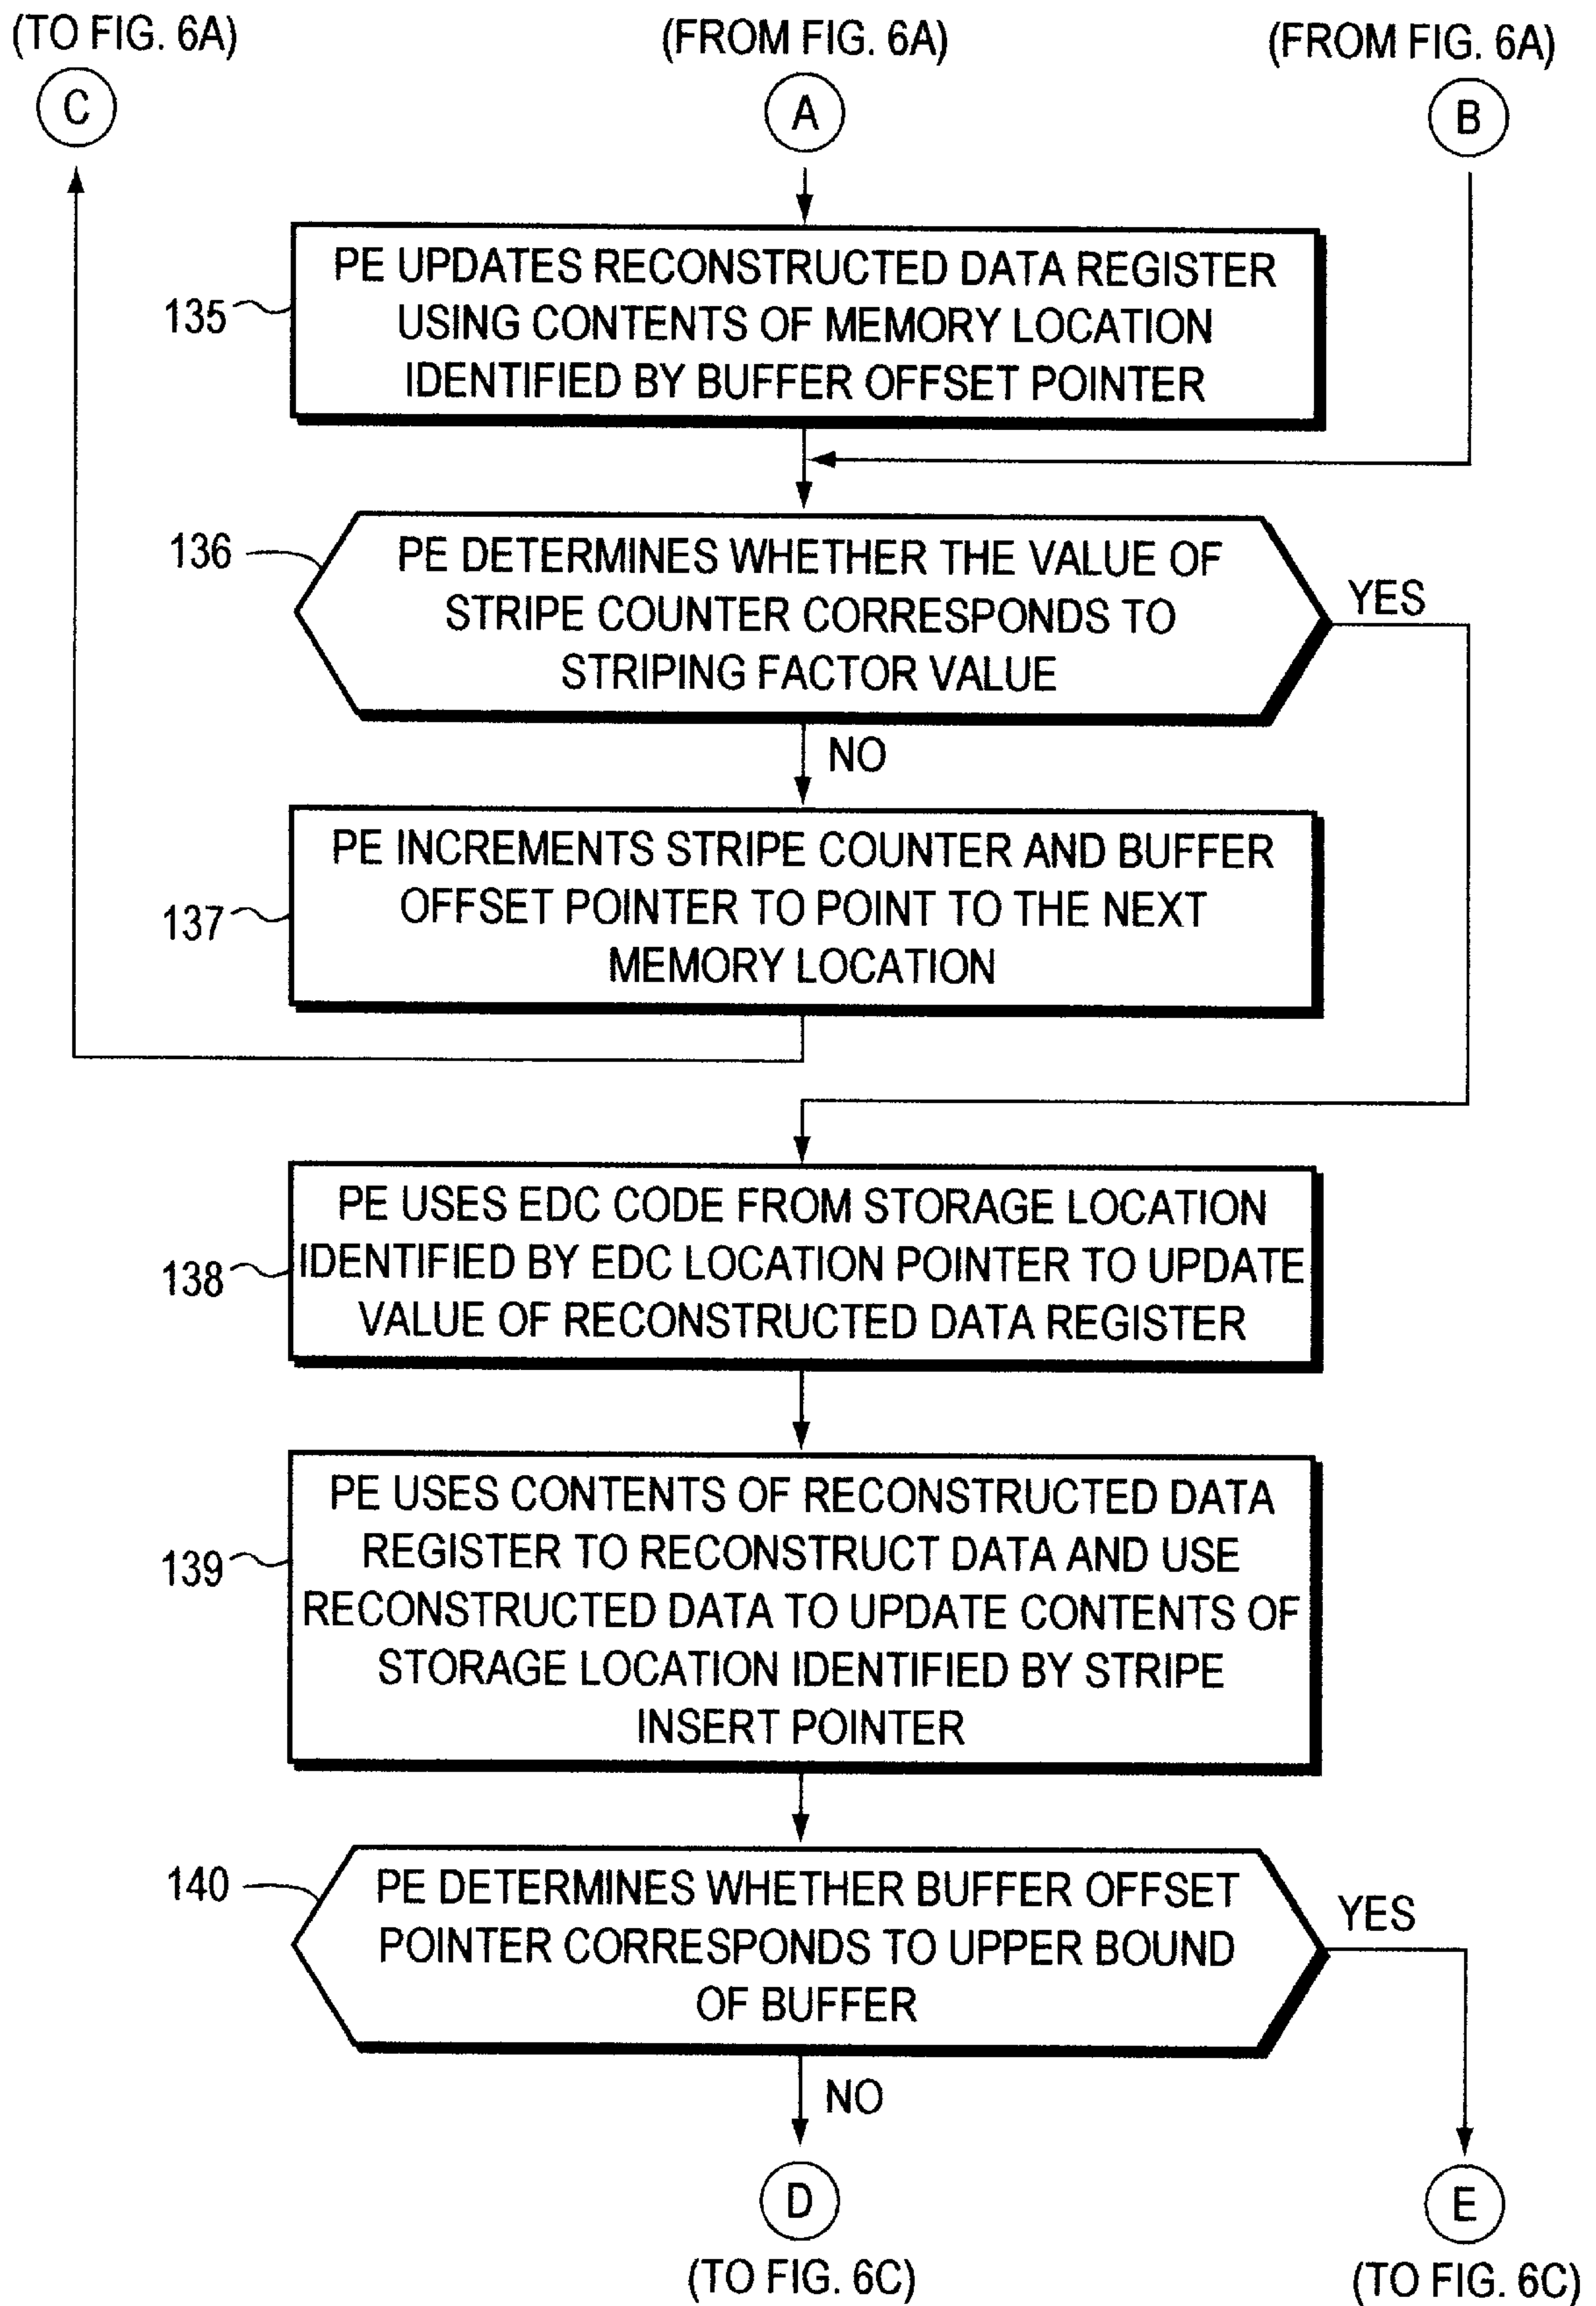 (TO FIG. 6A)
(FROM FIG. 6A)
(FROM FIG. 6A)
C
A
B
135
PE UPDATES RECONSTRUCTED DATA REGISTER
USING CONTENTS OF MEMORY LOCATION
IDENTIFIED BY BUFFER OFFSET POINTER
136
PE DETERMINES WHETHER THE VALUE OF
STRIPE COUNTER CORRESPONDS TO
STRIPING FACTOR VALUE
YES
NO
137
PE INCREMENTS STRIPE COUNTER AND BUFFER
OFFSET POINTER TO POINT TO THE NEXT
MEMORY LOCATION
138
PE USES EDC CODE FROM STORAGE LOCATION
IDENTIFIED BY EDC LOCATION POINTER TO UPDATE
VALUE OF RECONSTRUCTED DATA REGISTER
139
PE USES CONTENTS OF RECONSTRUCTED DATA
REGISTER TO RECONSTRUCT DATA AND USE
RECONSTRUCTED DATA TO UPDATE CONTENTS OF
STORAGE LOCATION IDENTIFIED BY STRIPE
INSERT POINTER
140
PE DETERMINES WHETHER BUFFER OFFSET
POINTER CORRESPONDS TO UPPER BOUND
OF BUFFER
YES
NO
D
E
(TO FIG. 6C)
(TO FIG. 6C)